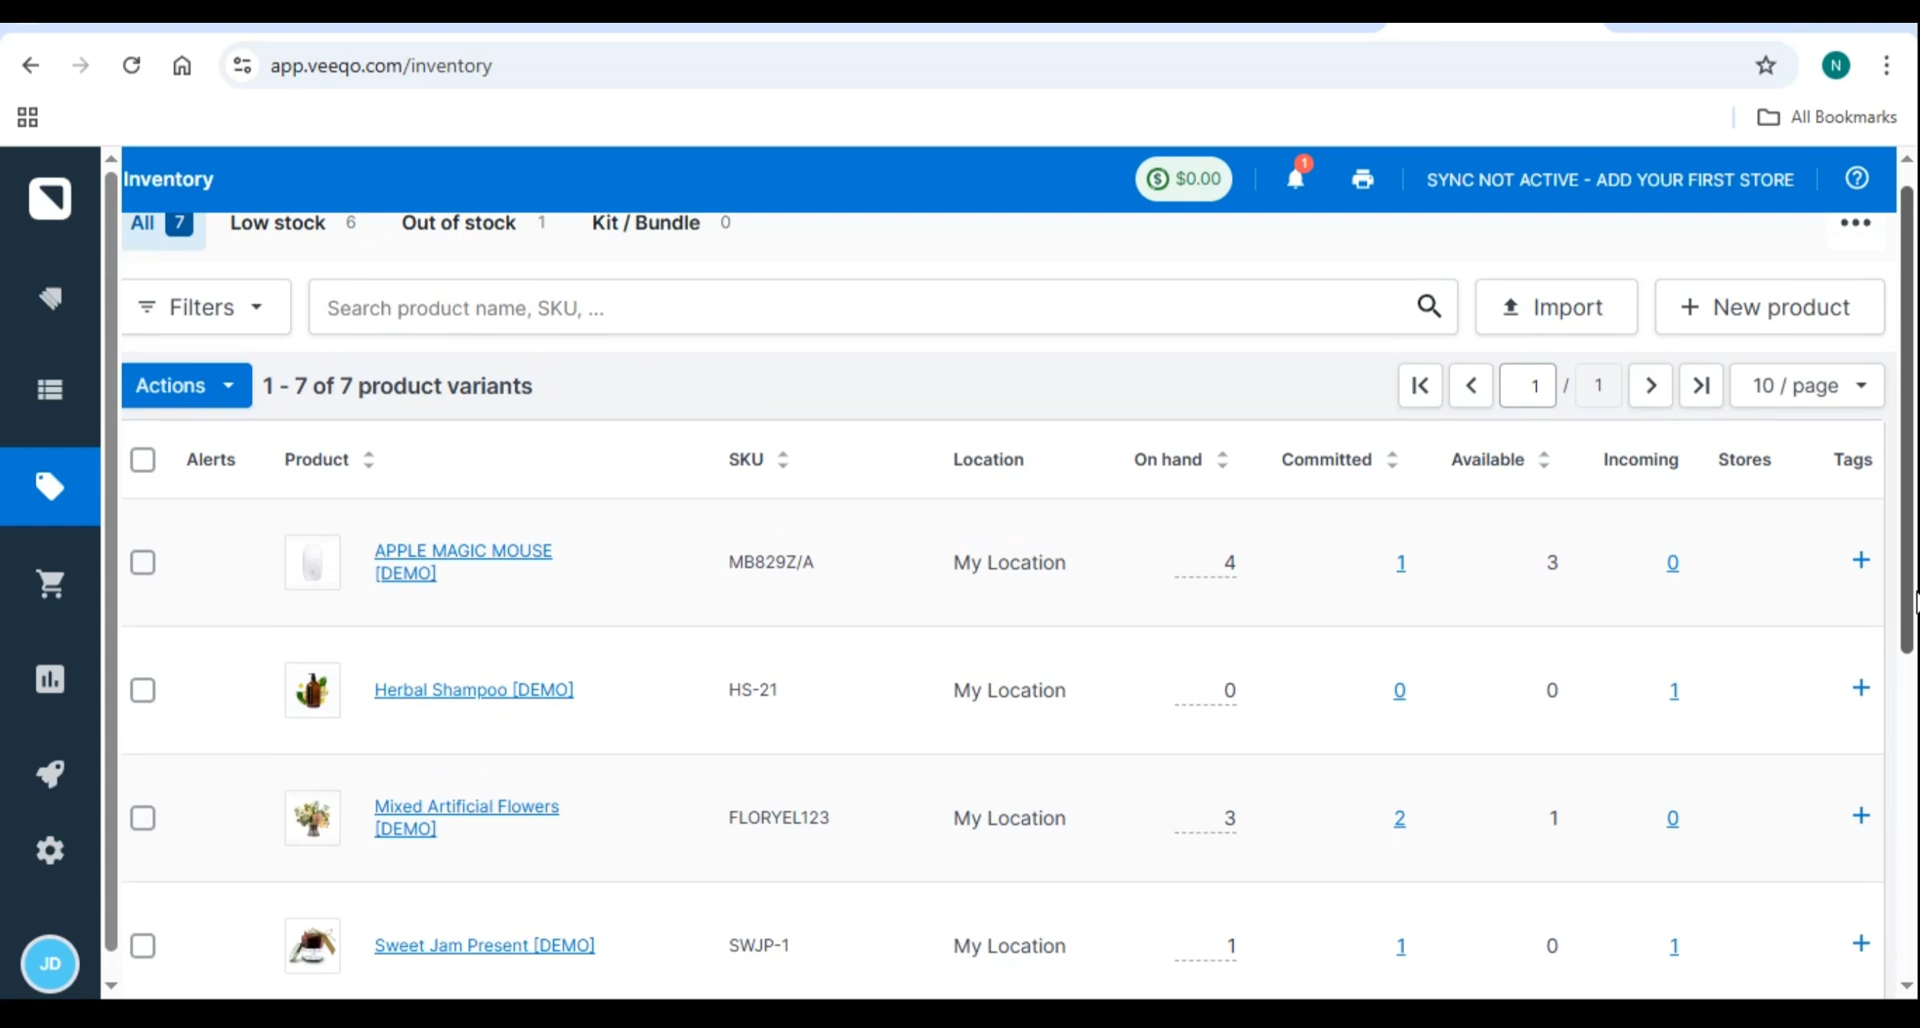 app.veeqo.com/inventory
N
All Bookmarks
Inventory
$0.00
1
SYNC NOT ACTIVE - ADD YOUR FIRST STORE
All 7 Low stock 6 Out of stock 1 Kit / Bundle 0
Filters
Search product name, SKU, ...
Import
+ New product
Actions
1 - 7 of 7 product variants
1 / 1
10 / page
Alerts Product SKU Location On hand Committed Available Incoming Stores Tags
APPLE MAGIC MOUSE
[DEMO]
MB829Z/A My Location 4 1 3 0 +
Herbal Shampoo [DEMO] HS-21 My Location 0 0 0 1 +
Mixed Artificial Flowers
[DEMO]
FLORYEL123 My Location 3 2 1 0 +
Sweet Jam Present [DEMO] SWJP-1 My Location 1 1 0 1 +
JD